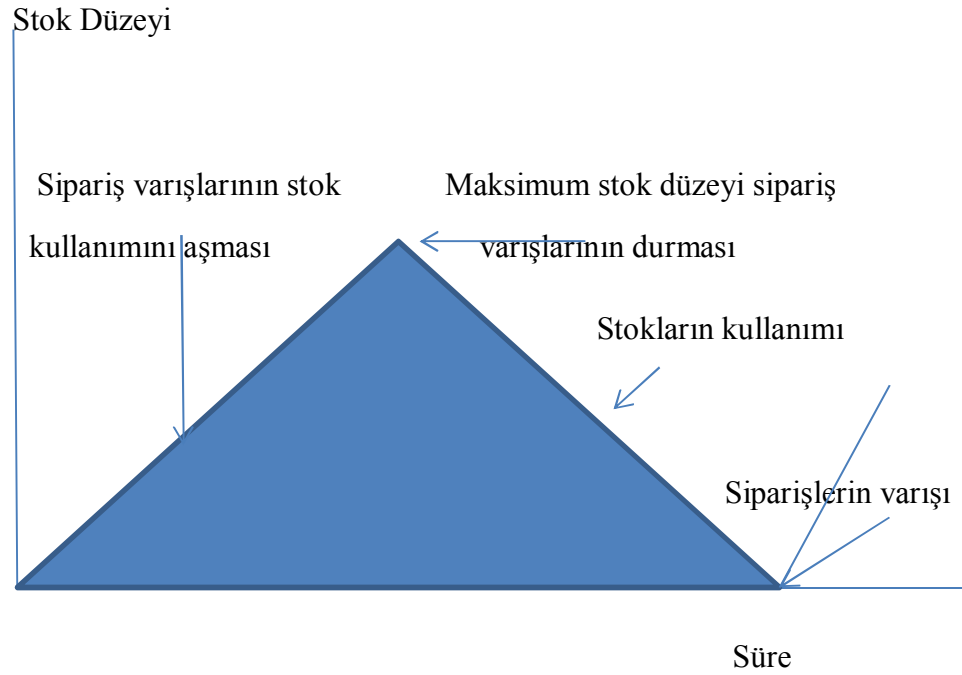 Stok Düzeyi
Sipariş varışlarının stok
kullanımını aşması
Maksimum stok düzeyi sipariş
varışlarının durması
Stokların kullanımı
Siparişlerin varışı
Süre